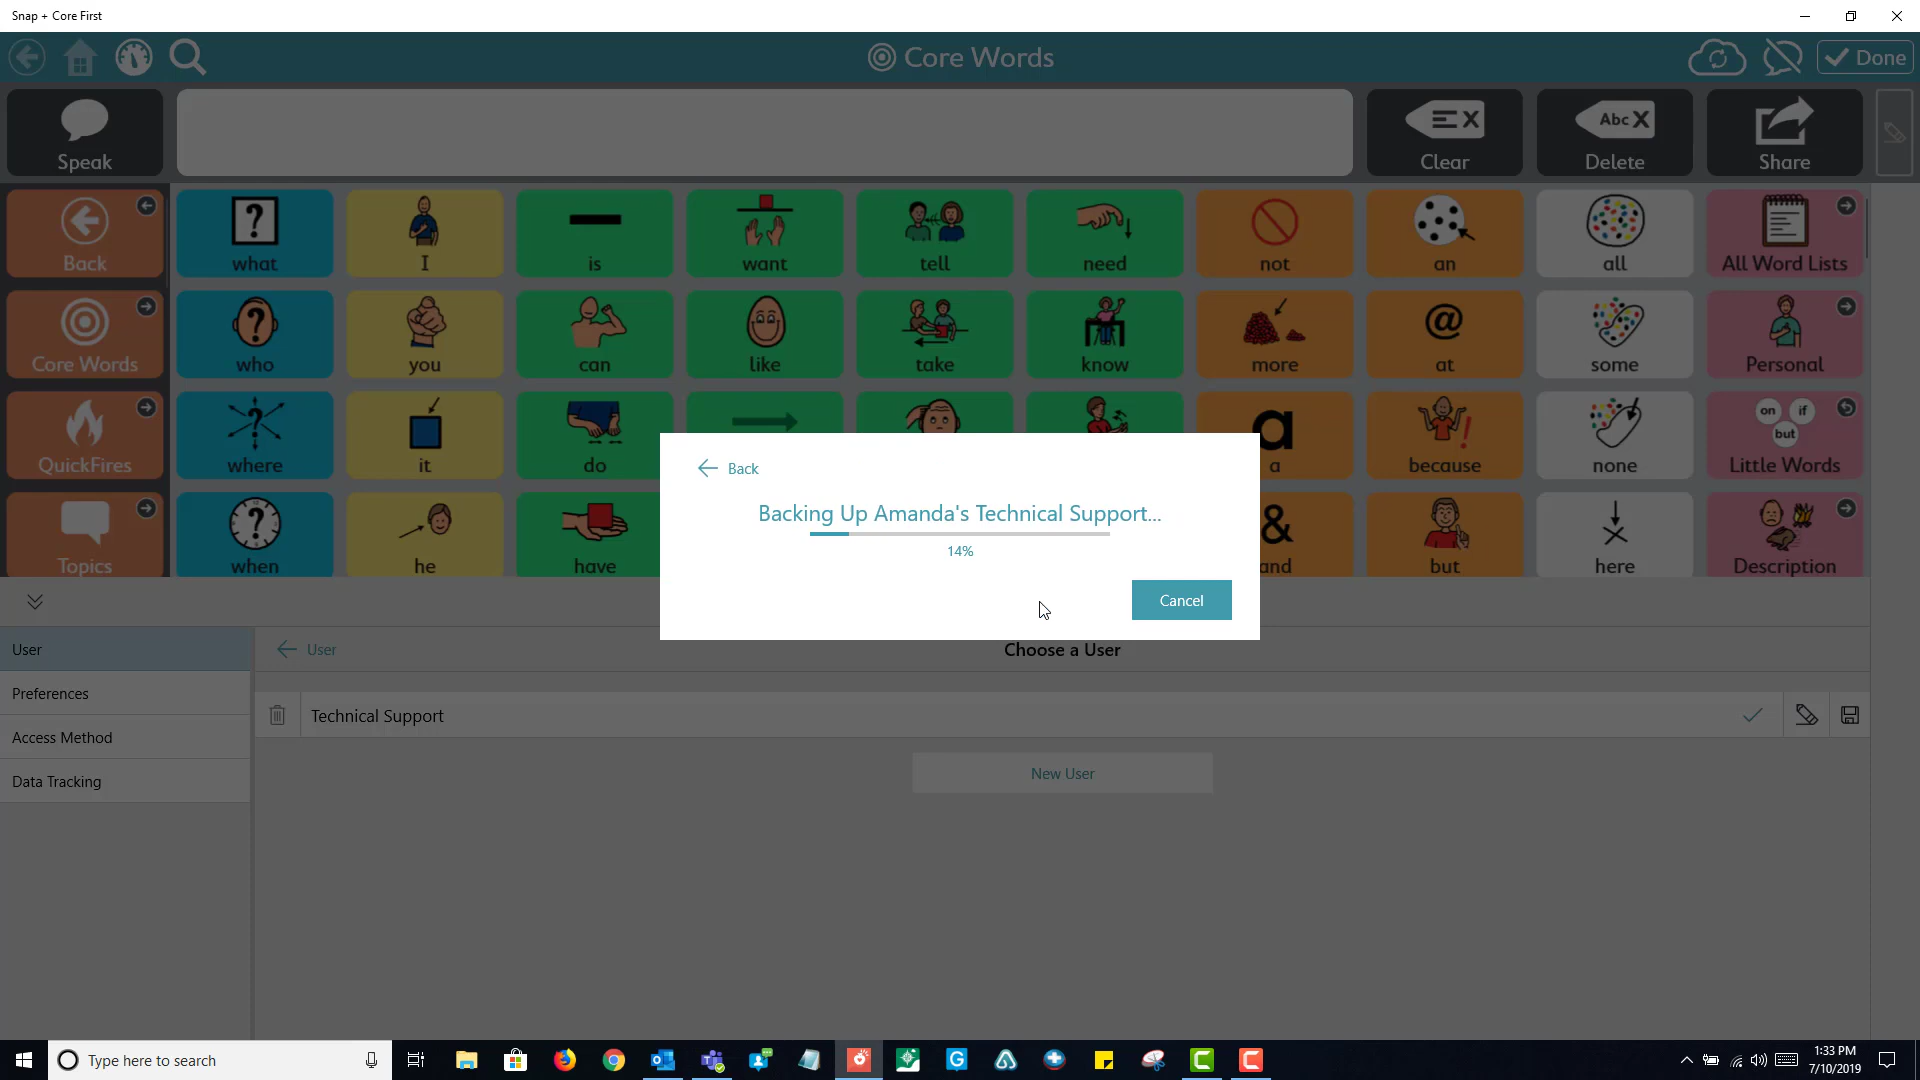 Snap + Core First
Core Words
Done
Speak
Clear
Abc X
Delete
Share
Back
what
I
is
want
tell
need
not
an
all
All Word Lists
Core Words
who
you
can
like
take
know
more
@
at
some
Personal
QuickFires
where
it
do
a
a
because
none
on if
but
Little Words
Topics
when
he
have
&
and
but
here
Description
Back
Backing Up Amanda's Technical Support...
14%
Cancel
User
User
Choose a User
Preferences
Technical Support
Access Method
New User
Data Tracking
Type here to search
1:33 PM
7/10/2019